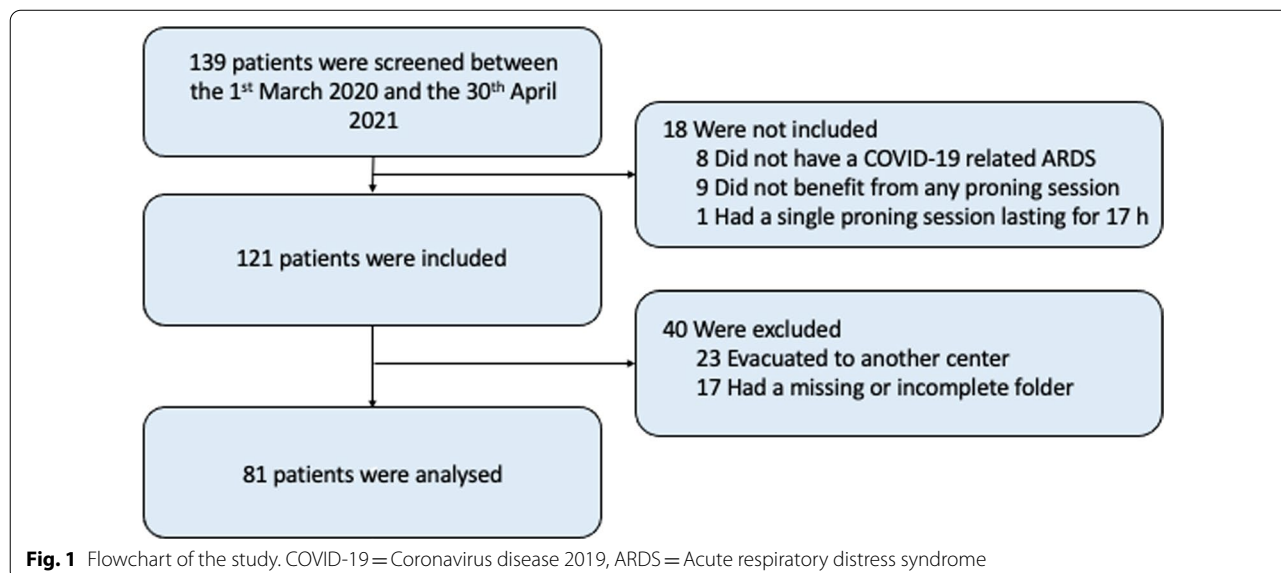 139 patients were screened between
the 1st March 2020 and the 30th April
2021
18 Were not included
8 Did not have a COVID-19 related ARDS
9 Did not benefit from any proning session
1 Had a single proning session lasting for 17 h
121 patients were included
40 Were excluded
23 Evacuated to another center
17 Had a missing or incomplete folder
81 patients were analysed
Fig. 1 Flowchart of the study. COVID-19 = Coronavirus disease 2019, ARDS = Acute respiratory distress syndrome